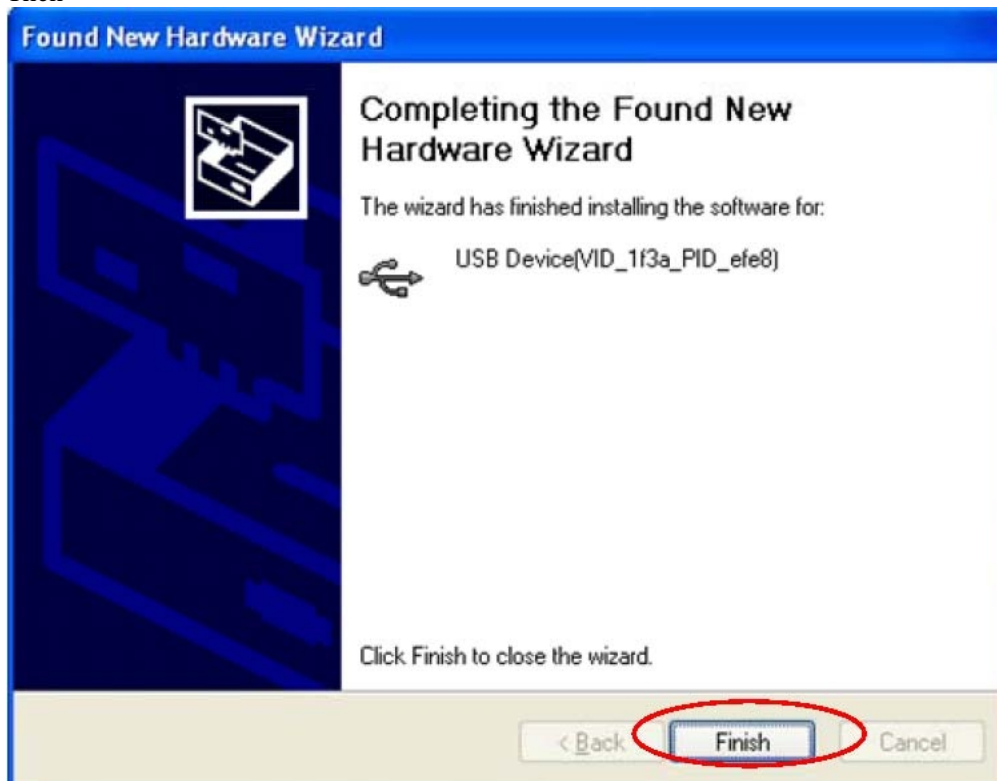 Found New Hardware Wizard
Completing the Found New
Hardware Wizard
The wizard has finished installing the software for:
USB Device(VID_1f3a_PID_efe8)
Click Finish to close the wizard.
< Back
Finish
Cancel